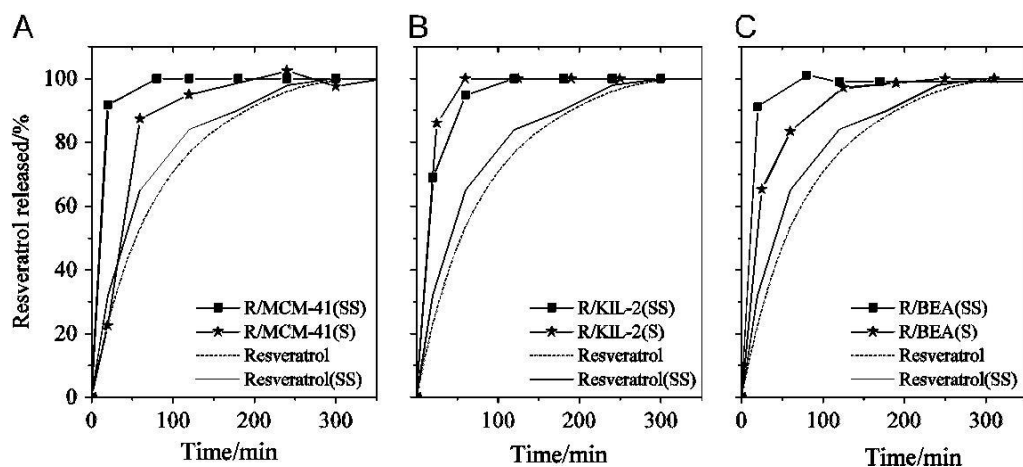 A
B
C
Resveratrol released/%
100
80
60
40
20
0
R/MCM-41(SS)
R/MCM-41(S)
Resveratrol
Resveratrol(SS)
0 100 200 300
Time/min
R/KIL-2(SS)
R/KIL-2(S)
Resveratrol
Resveratrol(SS)
100 200 300
Time/min
R/BEA(SS)
R/BEA(S)
Resveratrol
Resveratrol(SS)
0 100 200 300
Time/min